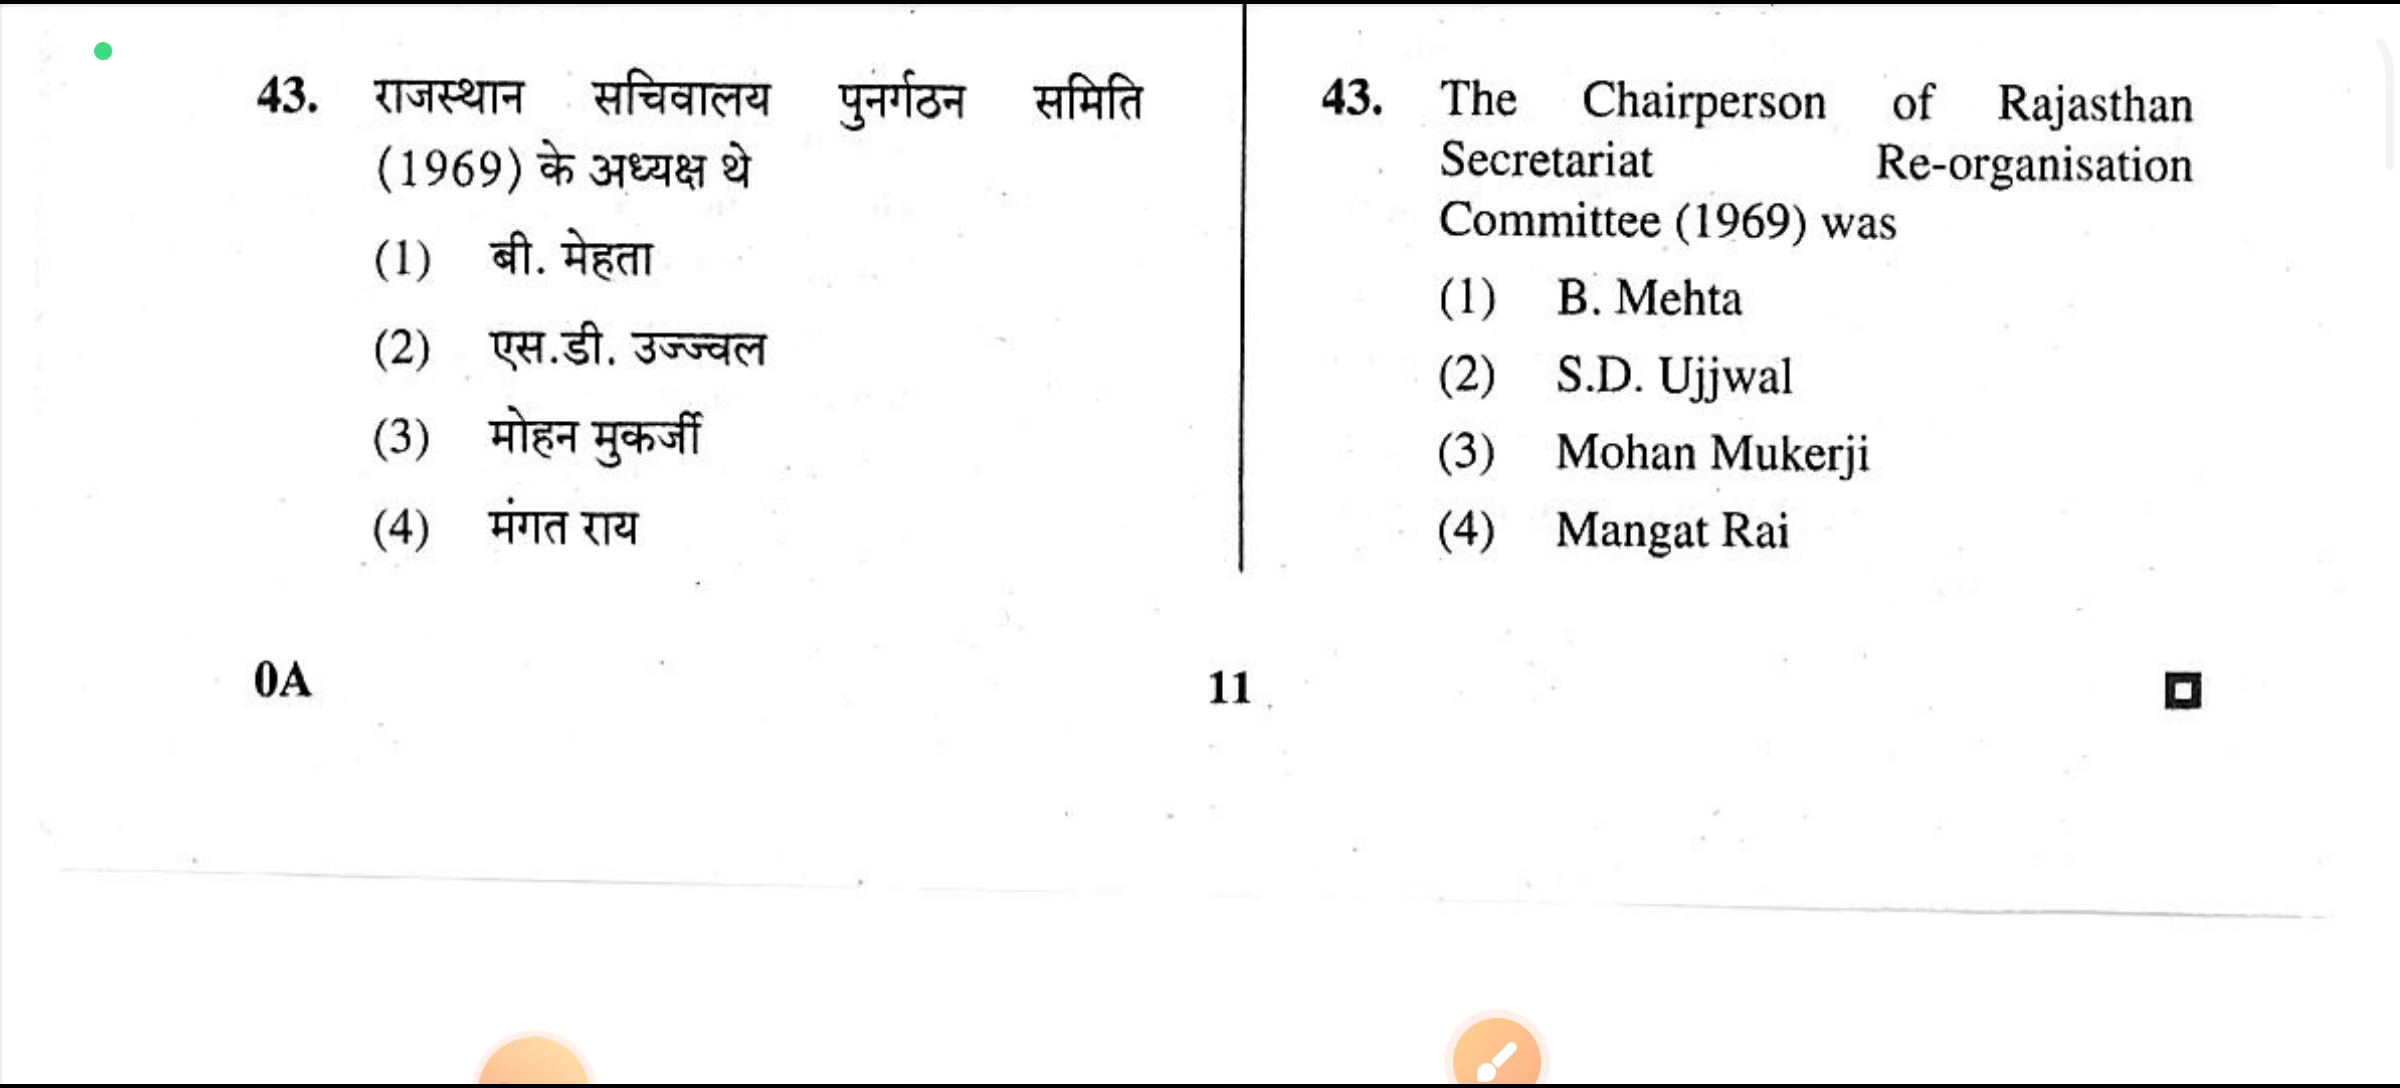 43. राजस्थान सचिवालय पुनर्गठन समिति
(1969) के अध्यक्ष थे
(1) बी. मेहता
(2) एस.डी. उज्ज्वल
(3) मोहन मुकर्जी
(4) मंगत राय
43. The Chairperson of Rajasthan
Secretariat Re-organisation
Committee (1969) was
(1) B. Mehta
(2) S.D. Ujjwal
(3) Mohan Mukerji
(4) Mangat Rai
0A 11